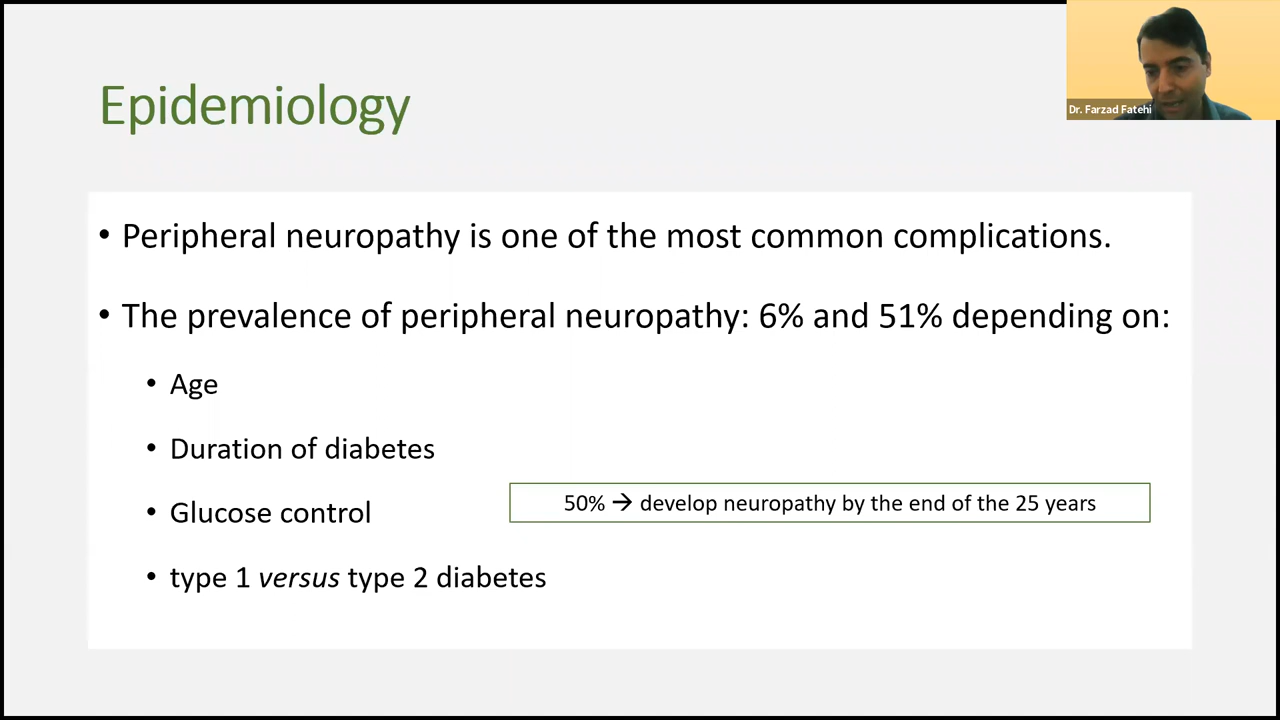 Dr. Farzad Fatehi
Epidemiology
• Peripheral neuropathy is one of the most common complications.
• The prevalence of peripheral neuropathy: 6% and 51% depending on:
• Age
• Duration of diabetes
• Glucose control
50% → develop neuropathy by the end of the 25 years
• type 1 versus type 2 diabetes